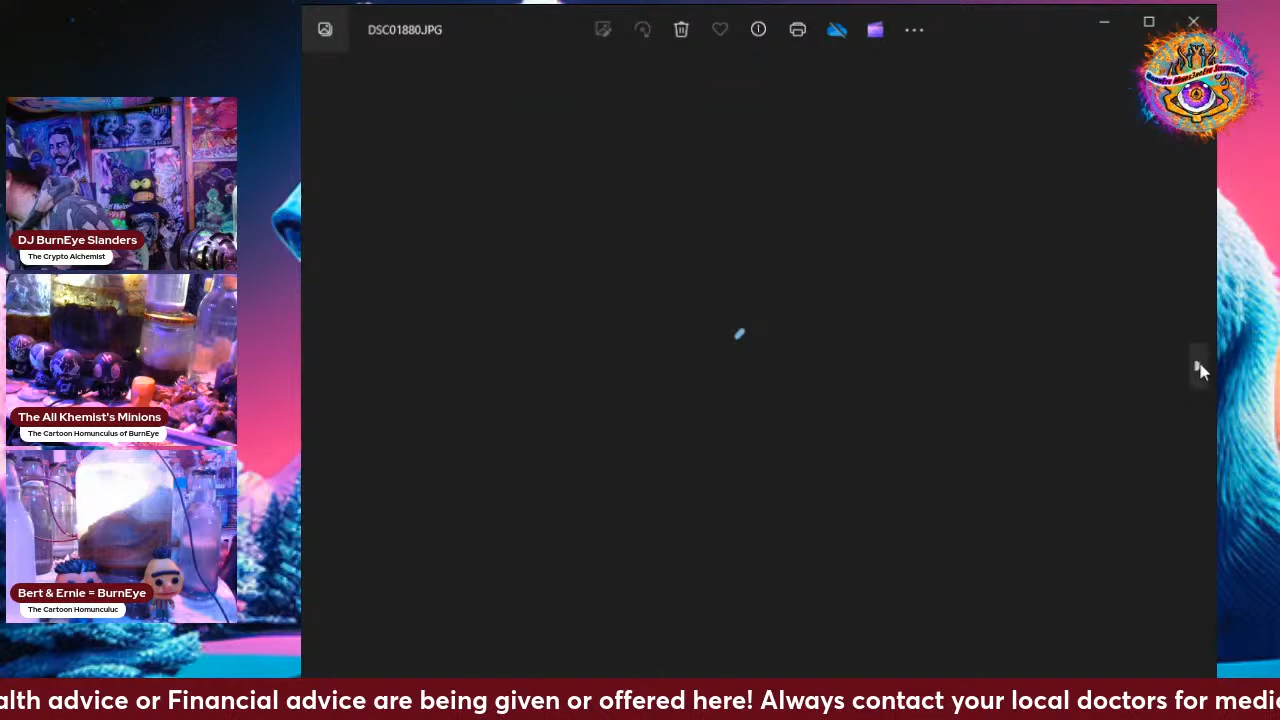 DSC01880.JPG
DJ BurnEye Slanders
The Crypto Alchemist
The All Khemist's Minions
The Cartoon Homunculus of BurnEye
Bert & Ernie = BurnEye
The Cartoon Homunculuc
alth advice or Financial advice are being given or offered here! Always contact your local doctors for medic